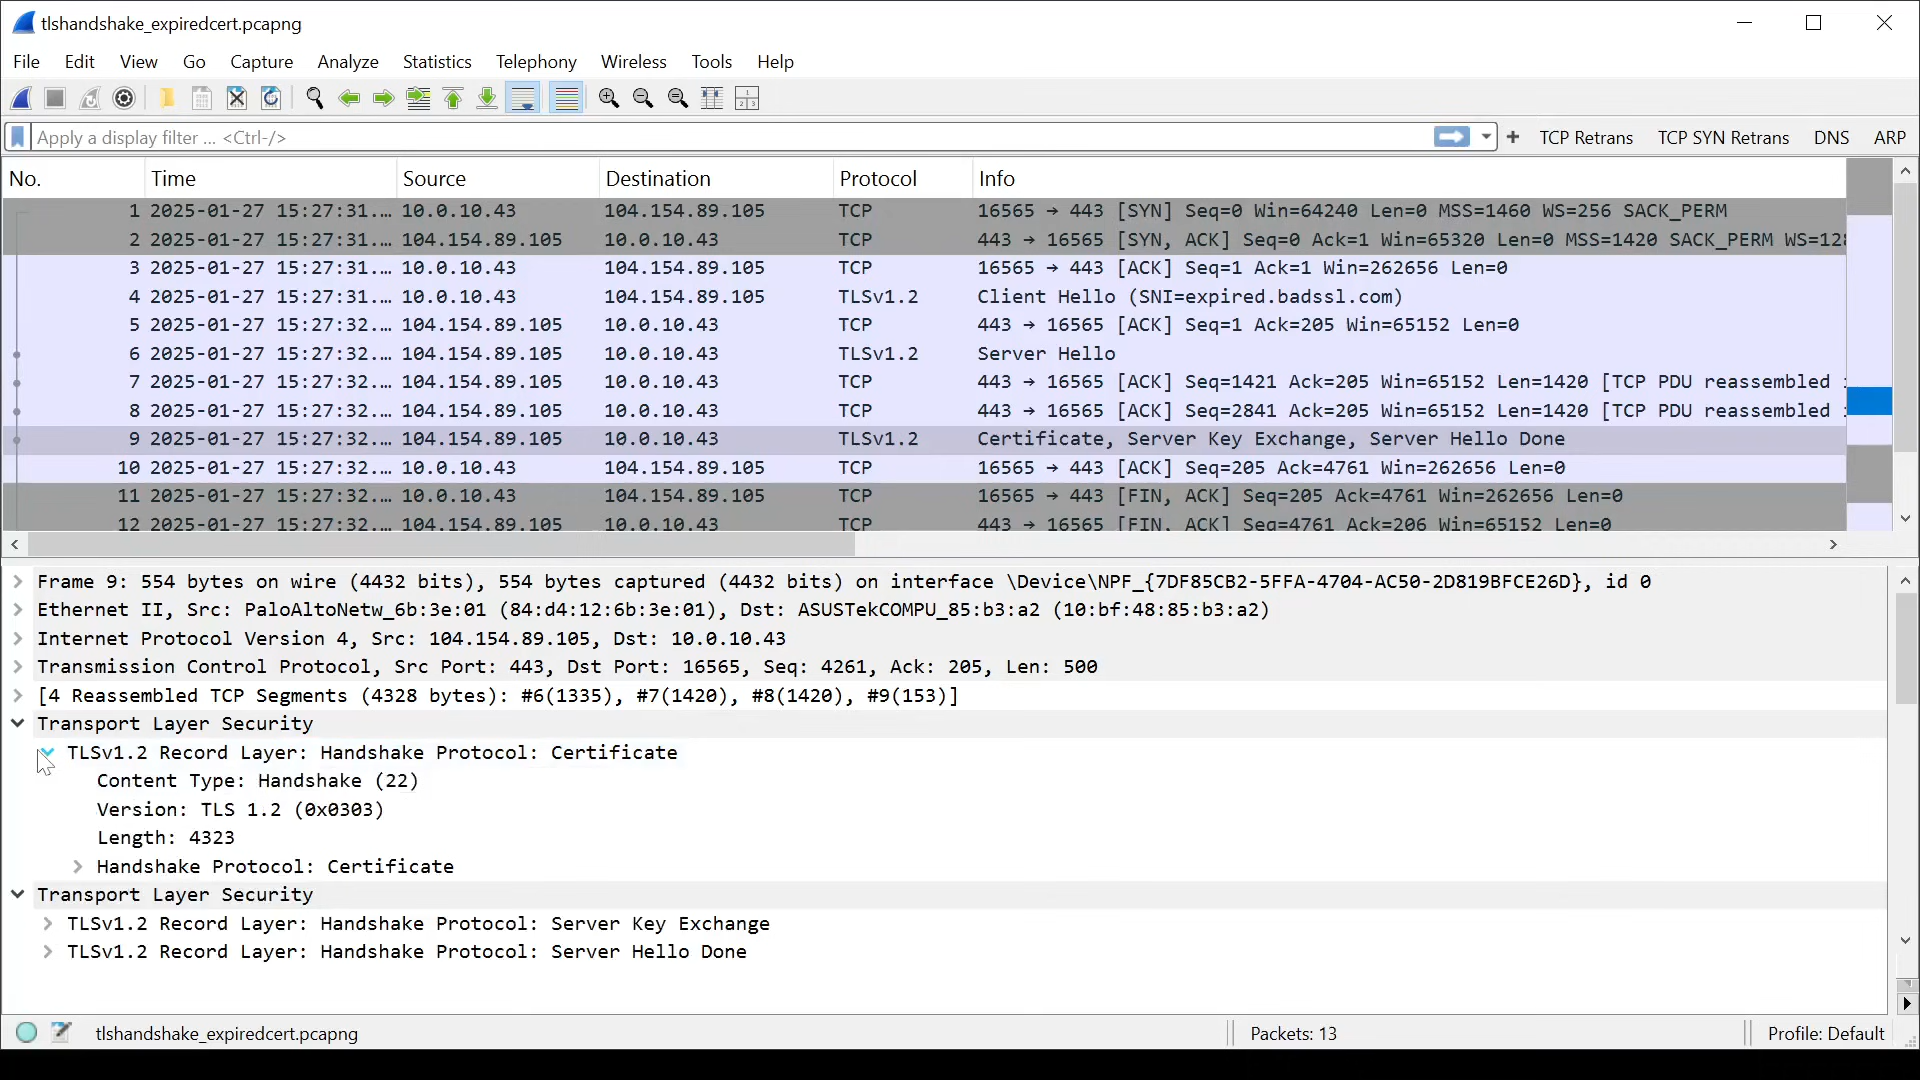 tlshandshake_expiredcert.pcapng
File Edit View Go Capture Analyze Statistics Telephony Wireless Tools Help
Apply a display filter ... <Ctrl-/> + TCP Retrans TCP SYN Retrans DNS ARP
No. Time Source Destination Protocol Info
1 2025-01-27 15:27:31.… 10.0.10.43 104.154.89.105 TCP 16565 → 443 [SYN] Seq=0 Win=64240 Len=0 MSS=1460 WS=256 SACK_PERM
2 2025-01-27 15:27:31.… 104.154.89.105 10.0.10.43 TCP 443 → 16565 [SYN, ACK] Seq=0 Ack=1 Win=65320 Len=0 MSS=1420 SACK_PERM WS=128
3 2025-01-27 15:27:31.… 10.0.10.43 104.154.89.105 TCP 16565 → 443 [ACK] Seq=1 Ack=1 Win=262656 Len=0
4 2025-01-27 15:27:31.… 10.0.10.43 104.154.89.105 TLSv1.2 Client Hello (SNI=expired.badssl.com)
5 2025-01-27 15:27:32.… 104.154.89.105 10.0.10.43 TCP 443 → 16565 [ACK] Seq=1 Ack=205 Win=65152 Len=0
6 2025-01-27 15:27:32.… 104.154.89.105 10.0.10.43 TLSv1.2 Server Hello
7 2025-01-27 15:27:32.… 104.154.89.105 10.0.10.43 TCP 443 → 16565 [ACK] Seq=1421 Ack=205 Win=65152 Len=1420 [TCP PDU reassembled
8 2025-01-27 15:27:32.… 104.154.89.105 10.0.10.43 TCP 443 → 16565 [ACK] Seq=2841 Ack=205 Win=65152 Len=1420 [TCP PDU reassembled
9 2025-01-27 15:27:32.… 104.154.89.105 10.0.10.43 TLSv1.2 Certificate, Server Key Exchange, Server Hello Done
10 2025-01-27 15:27:32.… 10.0.10.43 104.154.89.105 TCP 16565 → 443 [ACK] Seq=205 Ack=4761 Win=262656 Len=0
11 2025-01-27 15:27:32.… 10.0.10.43 104.154.89.105 TCP 16565 → 443 [FIN, ACK] Seq=205 Ack=4761 Win=262656 Len=0
12 2025-01-27 15:27:32.… 104.154.89.105 10.0.10.43 TCP 443 → 16565 [FIN, ACK] Seq=4761 Ack=206 Win=65152 Len=0
Frame 9: 554 bytes on wire (4432 bits), 554 bytes captured (4432 bits) on interface \Device\NPF_{7DF85CB2-5FFA-4704-AC50-2D819BFCE26D}, id 0
Ethernet II, Src: PaloAltoNetw_6b:3e:01 (84:d4:12:6b:3e:01), Dst: ASUSTekCOMPU_85:b3:a2 (10:bf:48:85:b3:a2)
Internet Protocol Version 4, Src: 104.154.89.105, Dst: 10.0.10.43
Transmission Control Protocol, Src Port: 443, Dst Port: 16565, Seq: 4261, Ack: 205, Len: 500
[4 Reassembled TCP Segments (4328 bytes): #6(1335), #7(1420), #8(1420), #9(153)]
Transport Layer Security
TLSv1.2 Record Layer: Handshake Protocol: Certificate
Content Type: Handshake (22)
Version: TLS 1.2 (0x0303)
Length: 4323
Handshake Protocol: Certificate
Transport Layer Security
TLSv1.2 Record Layer: Handshake Protocol: Server Key Exchange
TLSv1.2 Record Layer: Handshake Protocol: Server Hello Done
tlshandshake_expiredcert.pcapng Packets: 13 Profile: Default